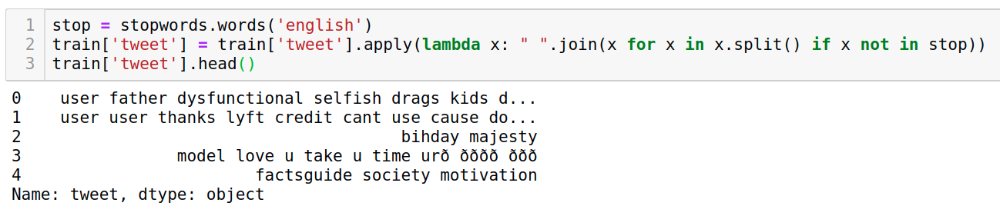 1 stop = stopwords.words('english')
2 train['tweet'] = train['tweet'].apply(lambda x: " ".join(x for x in x.split() if x not in stop))
3 train['tweet'].head()
0    user father dysfunctional selfish drags kids d...
1    user user thanks lyft credit cant use cause do...
2                                       bihday majesty
3                model love u take u time urð ðððð ððð
4                        factsguide society motivation
Name: tweet, dtype: object